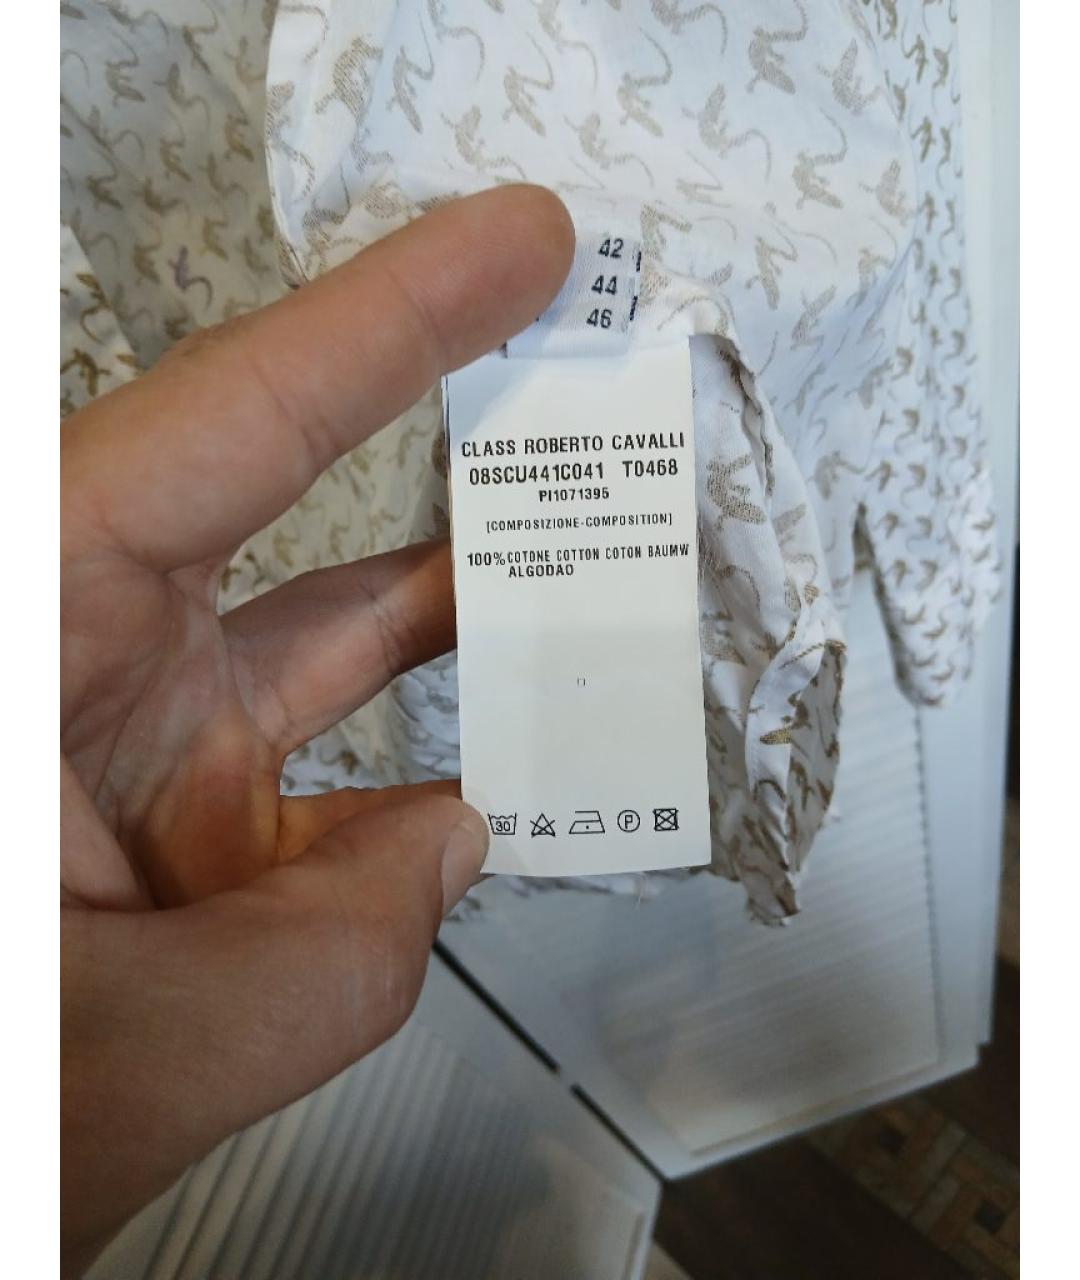 42
44
46
CLASS ROBERTO CAVALLI
08SCU441C041 T0468
PI1071395
[COMPOSIZIONE-COMPOSITION]
100% COTONE COTTON COTON BAUMW
ALGODAO
30
P